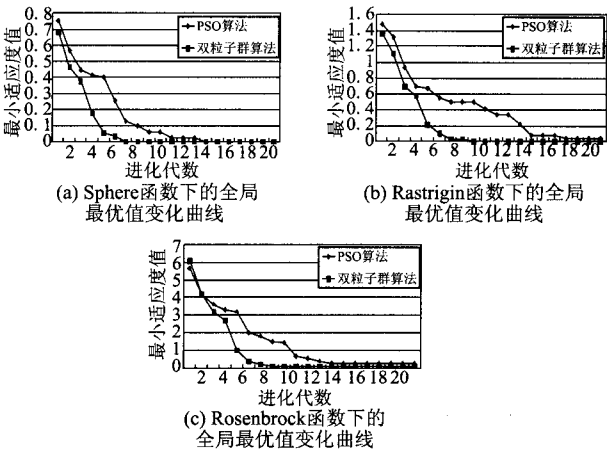 0.8
0.7
0.6
0.5
0.4
0.3
0.2
0.1
0
最小适应度值
PSO算法
双粒子群算法
2 4 6 8 10 12 14 16 18 20
进化代数
(a) Sphere函数下的全局
最优值变化曲线
1.6
1.4
1.2
1
0.8
0.6
0.4
0.2
0
最小适应度值
PSO算法
双粒子群算法
2 4 6 8 10 12 14 16 18 20
进化代数
(b) Rastrigin函数下的全局
最优值变化曲线
7
6
5
4
3
2
1
0
最小适应度值
PSO算法
双粒子群算法
2 4 6 8 10 12 14 16 18 20
进化代数
(c) Rosenbrock函数下的
全局最优值变化曲线